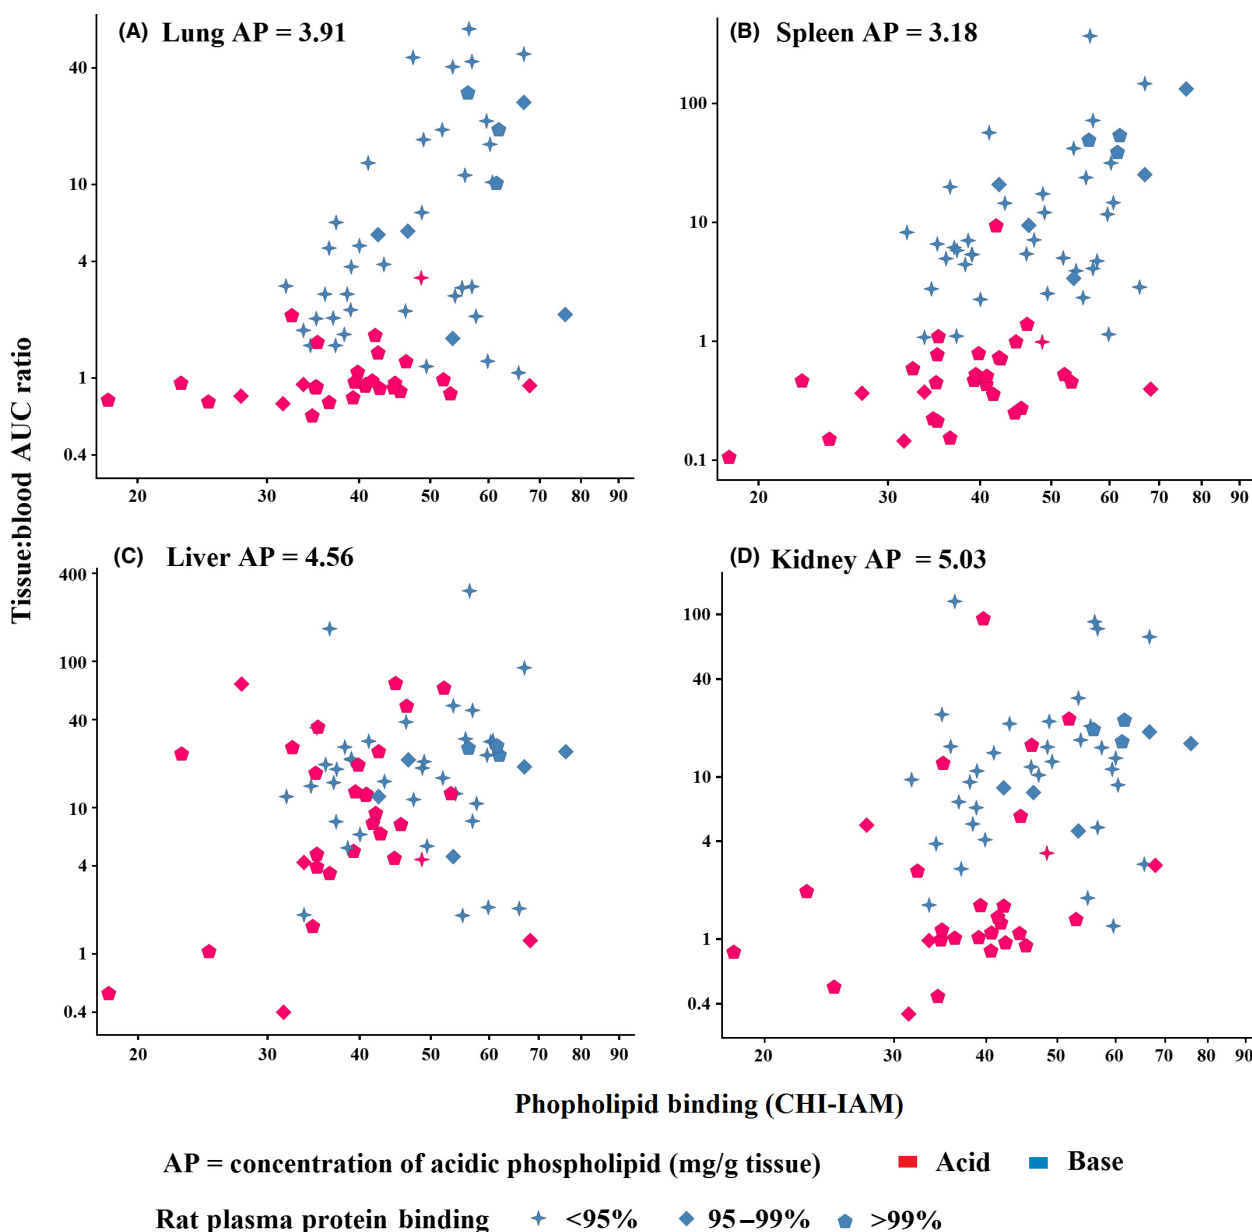 (A) Lung AP = 3.91
(B) Spleen AP = 3.18
40
10
4
1
0.4
20 30 40 50 60 70 80 90
100
10
1
0.1
20 30 40 50 60 70 80 90
Tissue:blood AUC ratio
(C) Liver AP = 4.56
(D) Kidney AP = 5.03
400
100
40
10
4
1
0.4
20 30 40 50 60 70 80 90
100
40
10
4
1
0.4
20 30 40 50 60 70 80 90
Phopholipid binding (CHI-IAM)
AP = concentration of acidic phospholipid (mg/g tissue) Acid Base
Rat plasma protein binding <95% 95–99% >99%